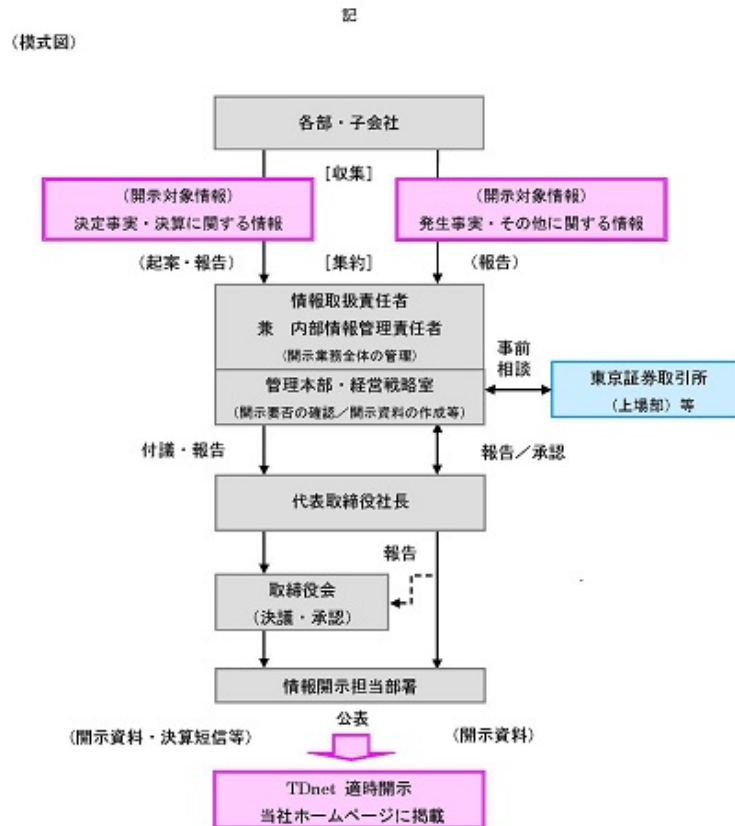 記
(模式図)
各部・子会社
[収集]
(開示対象情報)
決定事実・決算に関する情報
(開示対象情報)
発生事実・その他に関する情報
(起案・報告)
[集約]
(報告)
情報取扱責任者
兼 内部情報管理責任者
(開示業務全体の管理)
管理本部・経営戦略室
(開示要否の確認/開示資料の作成等)
事前
相談
東京証券取引所
(上場部)等
付議・報告
報告/承認
代表取締役社長
報告
取締役会
(決議・承認)
情報開示担当部署
公表
(開示資料・決算短信等)
(開示資料)
TDnet 適時開示
当社ホームページに掲載